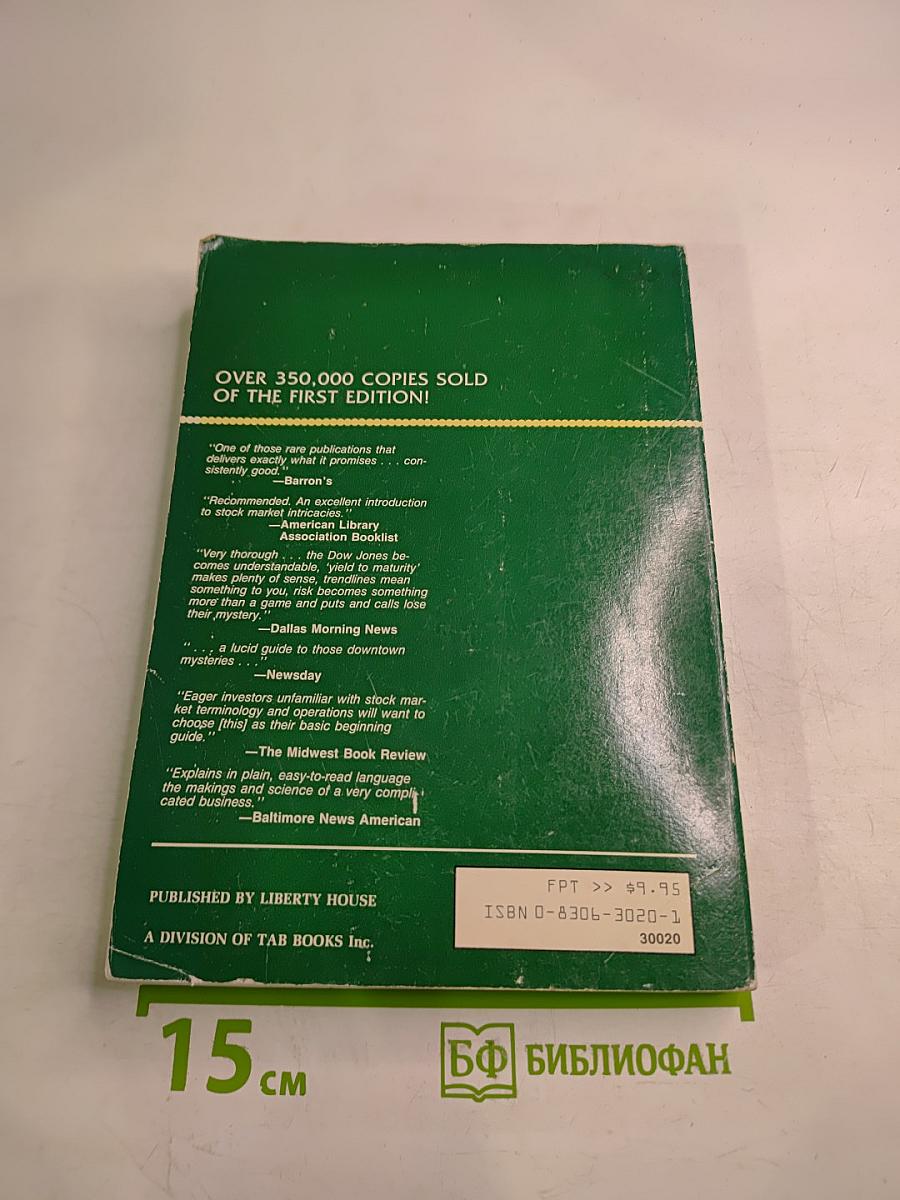 OVER 350,000 COPIES SOLD
OF THE FIRST EDITION!
"One of those rare publications that
delivers exactly what it promises . . . con-
sistently good."
—Barron's
"Recommended. An excellent introduction
to stock market intricacies."
—American Library
Association Booklist
"Very thorough . . . the Dow Jones be-
comes understandable, 'yield to maturity'
makes plenty of sense, trendlines mean
something to you, risk becomes something
more than a game and puts and calls lose
their mystery."
—Dallas Morning News
". . . a lucid guide to those downtown
mysteries . . ."
—Newsday
"Eager investors unfamiliar with stock mar-
ket terminology and operations will want to
choose [this] as their basic beginning
guide."
—The Midwest Book Review
"Explains in plain, easy-to-read language
the makings and science of a very compli-
cated business."
—Baltimore News American
PUBLISHED BY LIBERTY HOUSE
A DIVISION OF TAB BOOKS Inc.
FPT >> $9.95
ISBN 0-8306-3020-1
30020
15 см
БФ БИБЛИОФАН